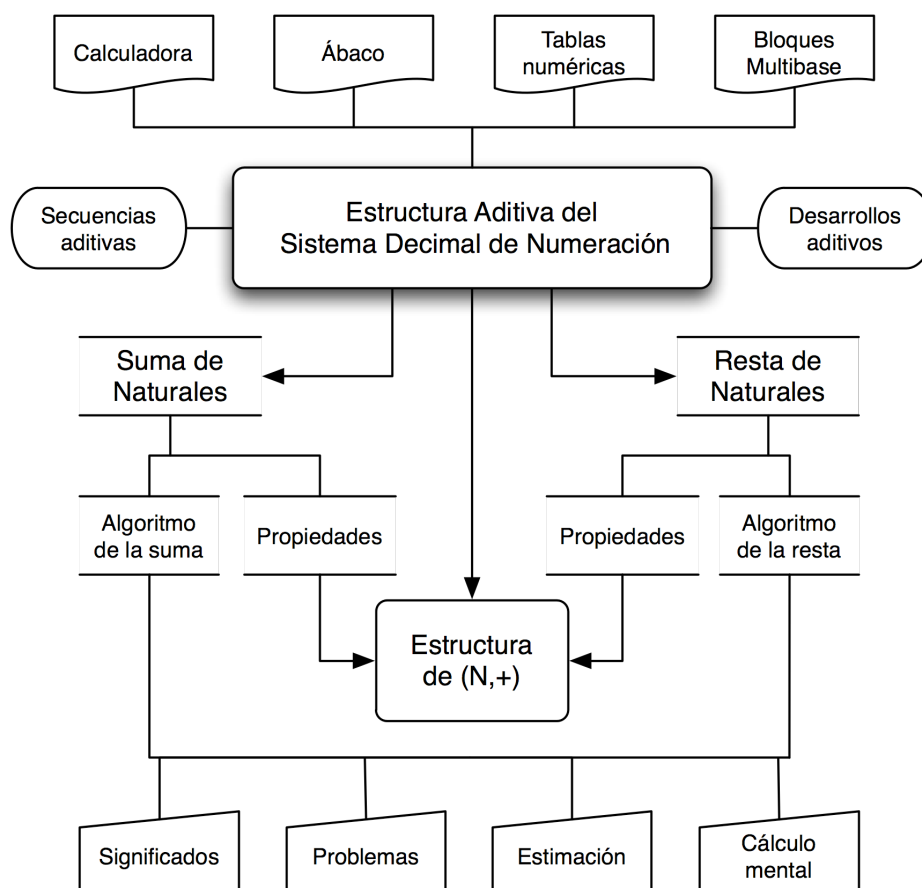 Calculadora
Ábaco
Tablas
numéricas
Bloques
Multibase
Secuencias
aditivas
Estructura Aditiva del
Sistema Decimal de Numeración
Desarrollos
aditivos
Suma de
Naturales
Resta de
Naturales
Algoritmo
de la suma
Propiedades
Propiedades
Algoritmo
de la resta
Estructura
de (N,+)
Significados
Problemas
Estimación
Cálculo
mental